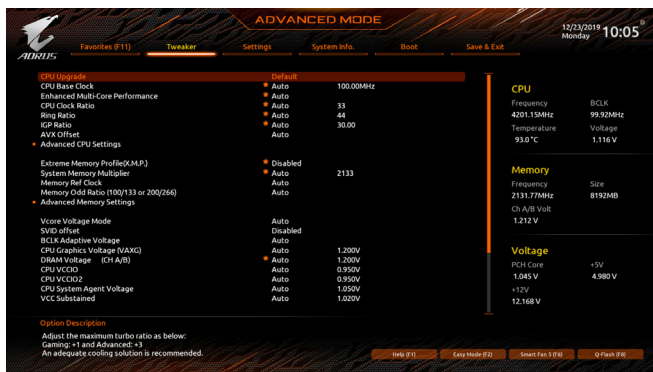 ADVANCED MODE
12/23/2019 Monday 10:05
AORUS
Favorites (F11) Tweaker Settings System Info. Boot Save & Exit
CPU Upgrade Default
CPU Base Clock Auto 100.00MHz
Enhanced Multi-Core Performance Auto
CPU Clock Ratio Auto 33
Ring Ratio Auto 44
IGP Ratio Auto 30.00
AVX Offset Auto
Advanced CPU Settings
Extreme Memory Profile(X.M.P.) Disabled
System Memory Multiplier Auto 2133
Memory Ref Clock Auto
Memory Odd Ratio (100/133 or 200/266) Auto
Advanced Memory Settings
Vcore Voltage Mode Auto
SVID offset Disabled
BCLK Adaptive Voltage Auto
CPU Graphics Voltage (VAXG) Auto 1.200V
DRAM Voltage (CH A/B) Auto 1.200V
CPU VCCIO Auto 0.950V
CPU VCCIO2 Auto 0.950V
CPU System Agent Voltage Auto 1.050V
VCC Substained Auto 1.020V
CPU
Frequency BCLK
4201.15MHz 99.92MHz
Temperature Voltage
93.0 °C 1.116 V
Memory
Frequency Size
2131.77MHz 8192MB
Ch A/B Volt
1.212 V
Voltage
PCH Core +5V
1.045 V 4.980 V
+12V
12.168 V
Option Description
Adjust the maximum turbo ratio as below:
Gaming: +1 and Advanced: +3
An adequate cooling solution is recommended.
Help (F1) Easy Mode (F2) Smart Fan 5 (F6) Q-Flash (F8)